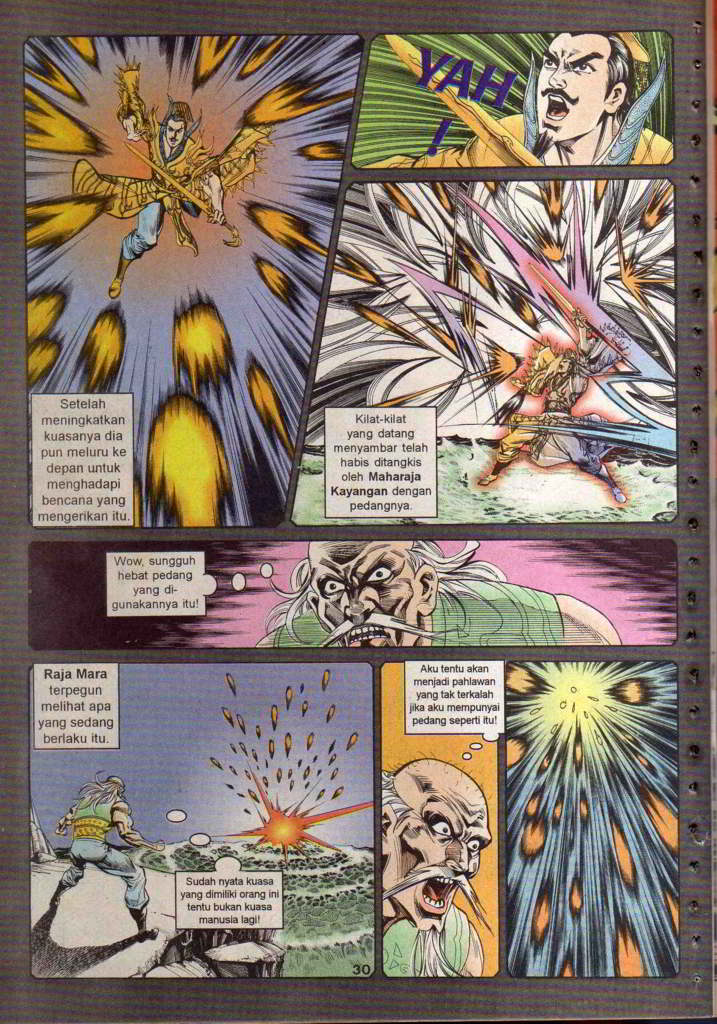 YAH
!
Setelah
meningkatkan
kuasanya dia
pun meluru ke
depan untuk
menghadapi
bencana yang
mengerikan itu.
Kilat-kilat
yang datang
menyambar telah
habis ditangkis
oleh Maharaja
Kayangan dengan
pedangnya.
Wow, sungguh
hebat pedang
yang di-
gunakannya itu!
Raja Mara
terpegun
melihat apa
yang sedang
berlaku itu.
Sudah nyata kuasa
yang dimiliki orang ini
tentu bukan kuasa
manusia lagi!
Aku tentu akan
menjadi pahlawan
yang tak terkalah
jika aku mempunyai
pedang seperti itu!
30